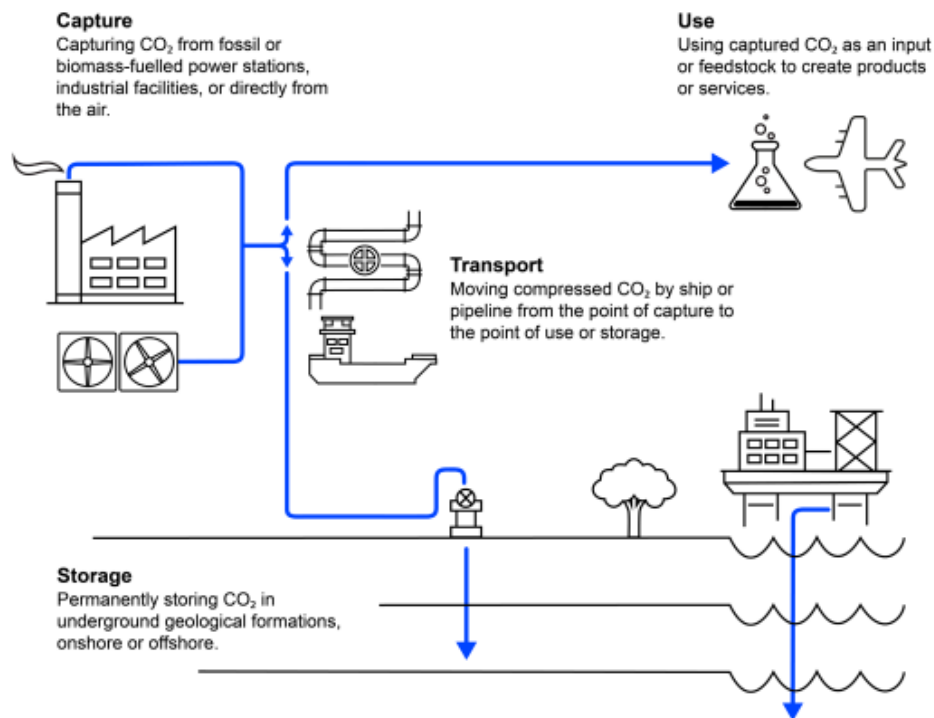 Capture
Capturing CO₂ from fossil or
biomass-fuelled power stations,
industrial facilities, or directly from
the air.
Use
Using captured CO₂ as an input
or feedstock to create products
or services.
Transport
Moving compressed CO₂ by ship or
pipeline from the point of capture to
the point of use or storage.
Storage
Permanently storing CO₂ in
underground geological formations,
onshore or offshore.